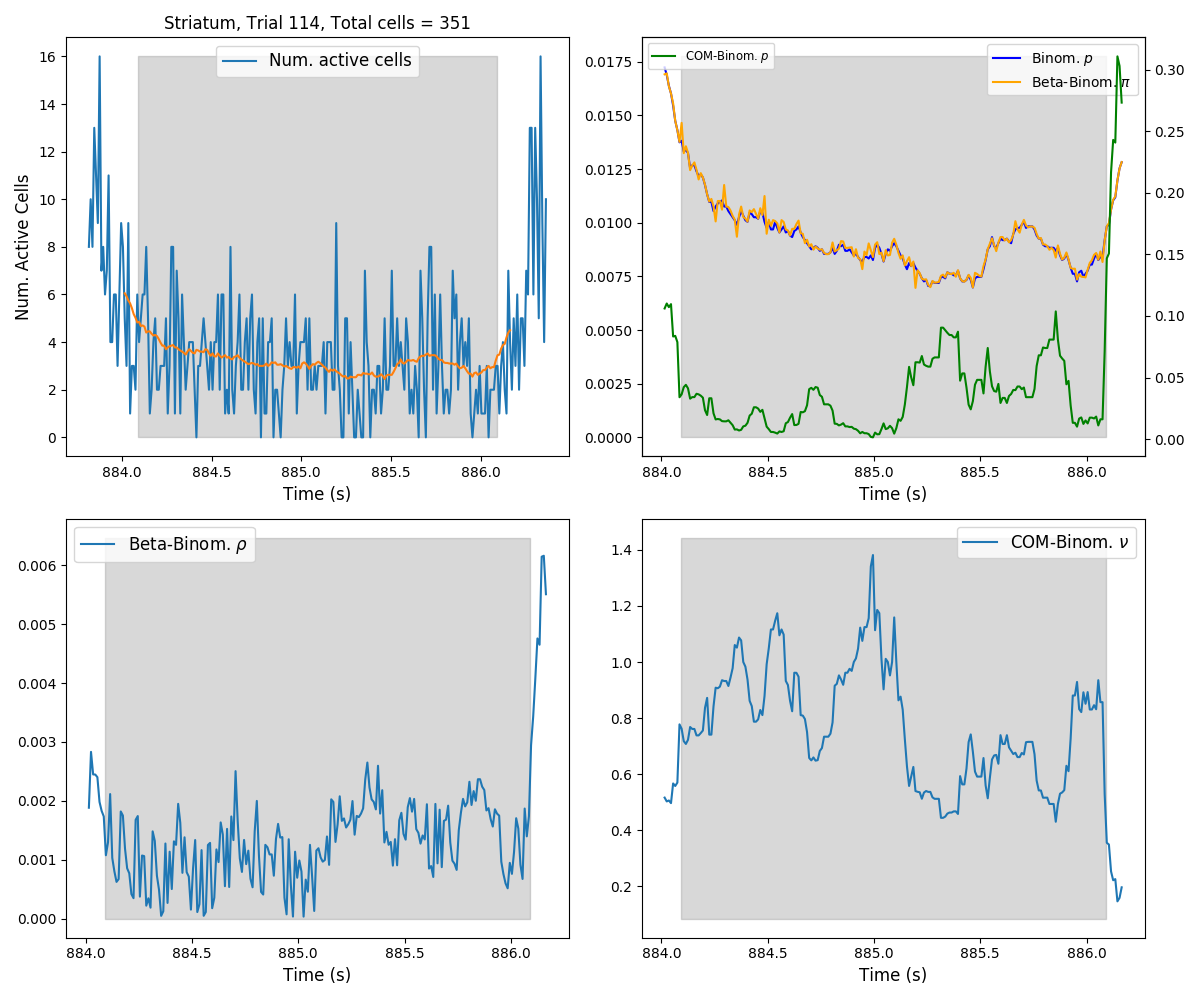 Striatum, Trial 114, Total cells = 351
Num. active cells
Num. Active Cells
16
14
12
10
8
6
4
2
0
884.0 884.5 885.0 885.5 886.0
Time (s)
COM-Binom. p
Binom. p
Beta-Binom. π
0.0175
0.0150
0.0125
0.0100
0.0075
0.0050
0.0025
0.0000
0.30
0.25
0.20
0.15
0.10
0.05
0.00
884.0 884.5 885.0 885.5 886.0
Time (s)
Beta-Binom. ρ
0.006
0.005
0.004
0.003
0.002
0.001
0.000
884.0 884.5 885.0 885.5 886.0
Time (s)
COM-Binom. ν
1.4
1.2
1.0
0.8
0.6
0.4
0.2
884.0 884.5 885.0 885.5 886.0
Time (s)